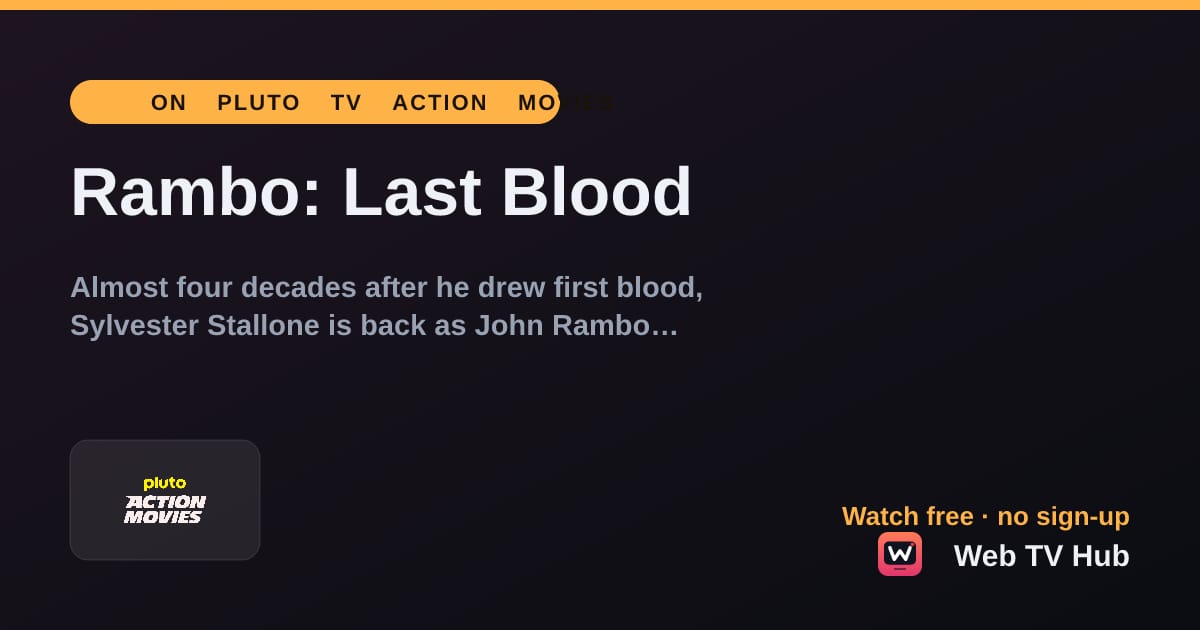 ON PLUTO TV ACTION MOVIES
Rambo: Last Blood
Almost four decades after he drew first blood,
Sylvester Stallone is back as John Rambo…
pluto
ACTION
MOVIES
Watch free · no sign-up
W Web TV Hub